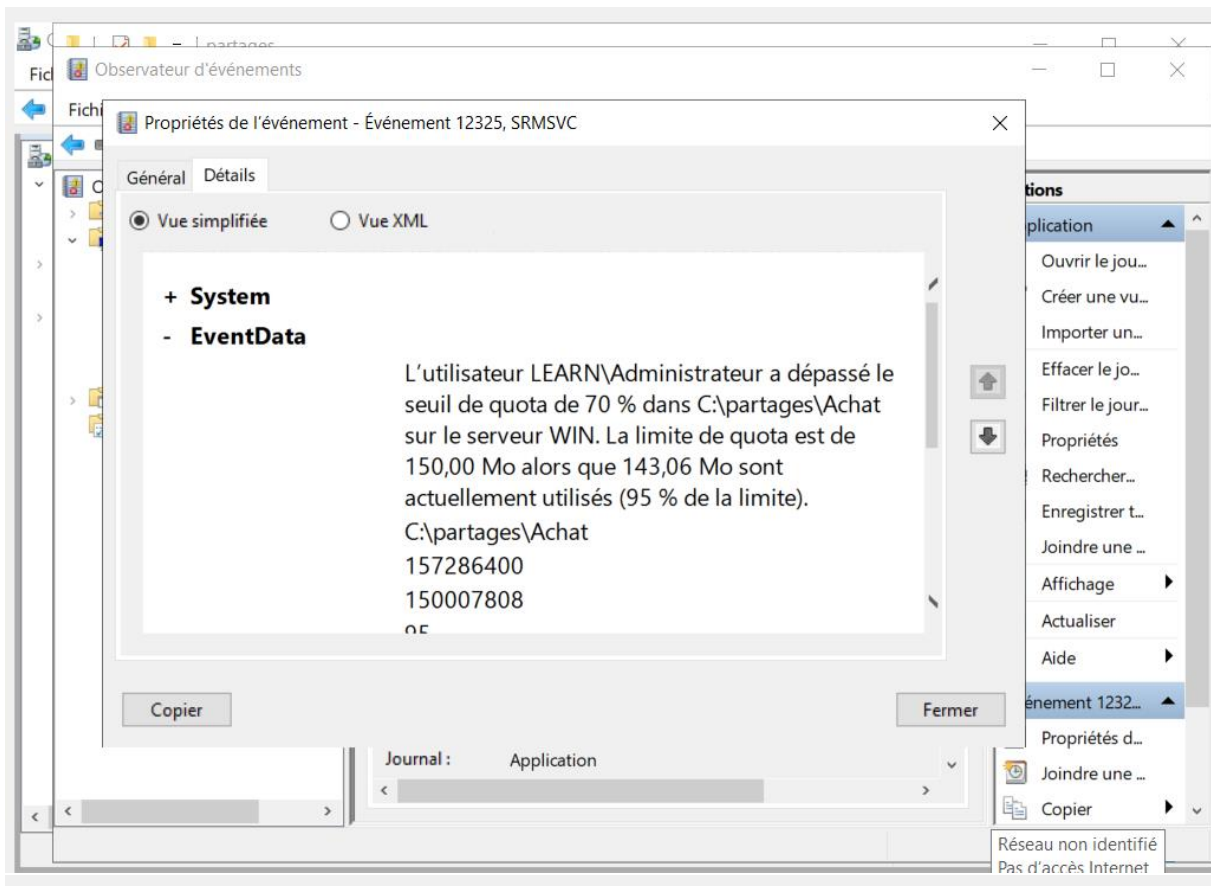 partages
Fic
Observateur d'événements
Fichi
Propriétés de l'événement - Événement 12325, SRMSVC
Général
Détails
Vue simplifiée
Vue XML
+ System
- EventData
L'utilisateur LEARN\Administrateur a dépassé le
seuil de quota de 70 % dans C:\partages\Achat
sur le serveur WIN. La limite de quota est de
150,00 Mo alors que 143,06 Mo sont
actuellement utilisés (95 % de la limite).
C:\partages\Achat
157286400
150007808
95
Copier
Fermer
Journal :
Application
tions
plication
Ouvrir le jou...
Créer une vu...
Importer un...
Effacer le jo...
Filtrer le jour...
Propriétés
Rechercher...
Enregistrer t...
Joindre une ...
Affichage
Actualiser
Aide
énement 1232...
Propriétés d...
Joindre une ...
Copier
Réseau non identifié
Pas d'accès Internet